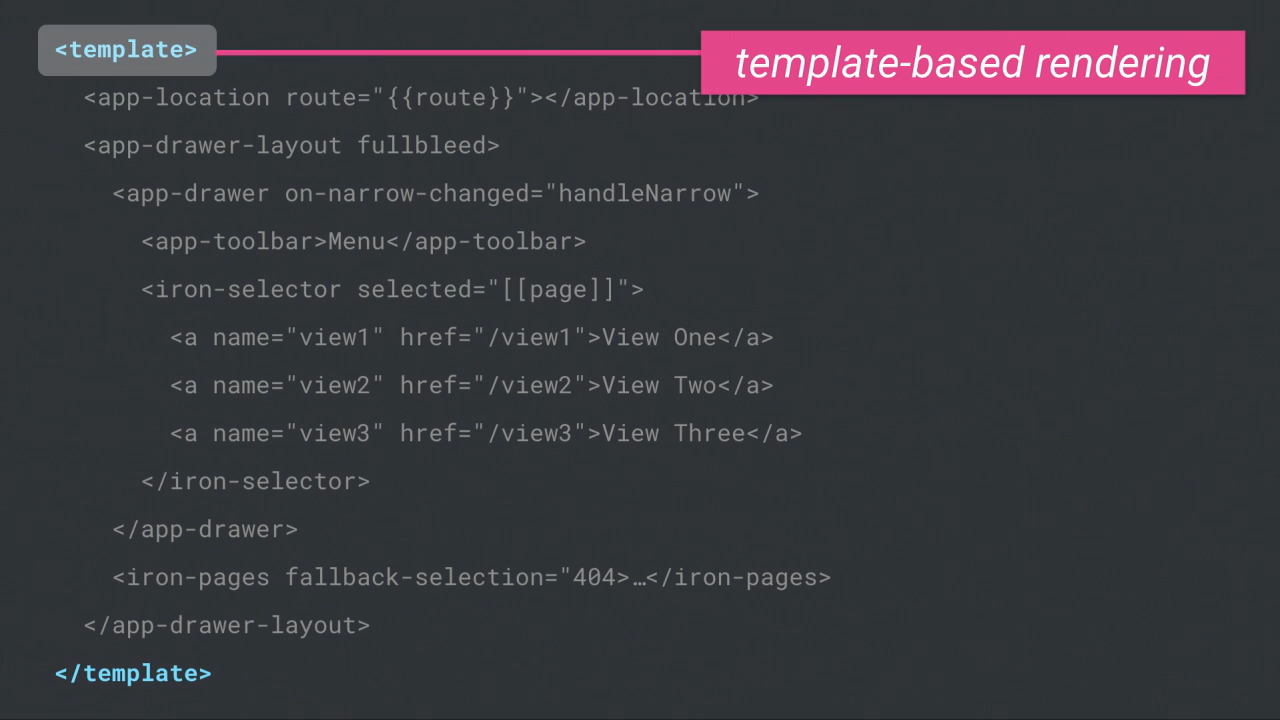 <template>
template-based rendering
<app-location route="{{route}}"></app-location>
<app-drawer-layout fullbleed>
<app-drawer on-narrow-changed="handleNarrow">
<app-toolbar>Menu</app-toolbar>
<iron-selector selected="[[page]]">
<a name="view1" href="/view1">View One</a>
<a name="view2" href="/view2">View Two</a>
<a name="view3" href="/view3">View Three</a>
</iron-selector>
</app-drawer>
<iron-pages fallback-selection="404>…</iron-pages>
</app-drawer-layout>
</template>